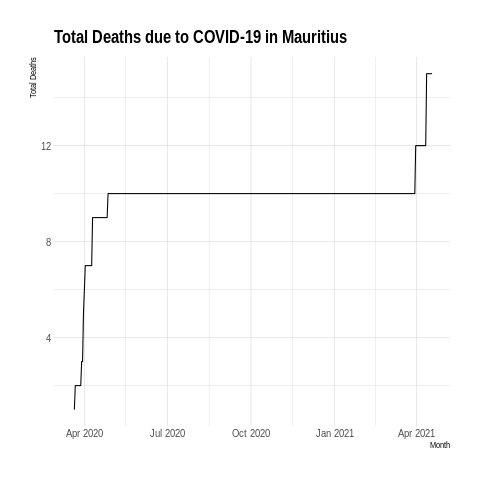 Total Deaths due to COVID-19 in Mauritius
Total Deaths
12
8
4
Apr 2020 Jul 2020 Oct 2020 Jan 2021 Apr 2021
Month